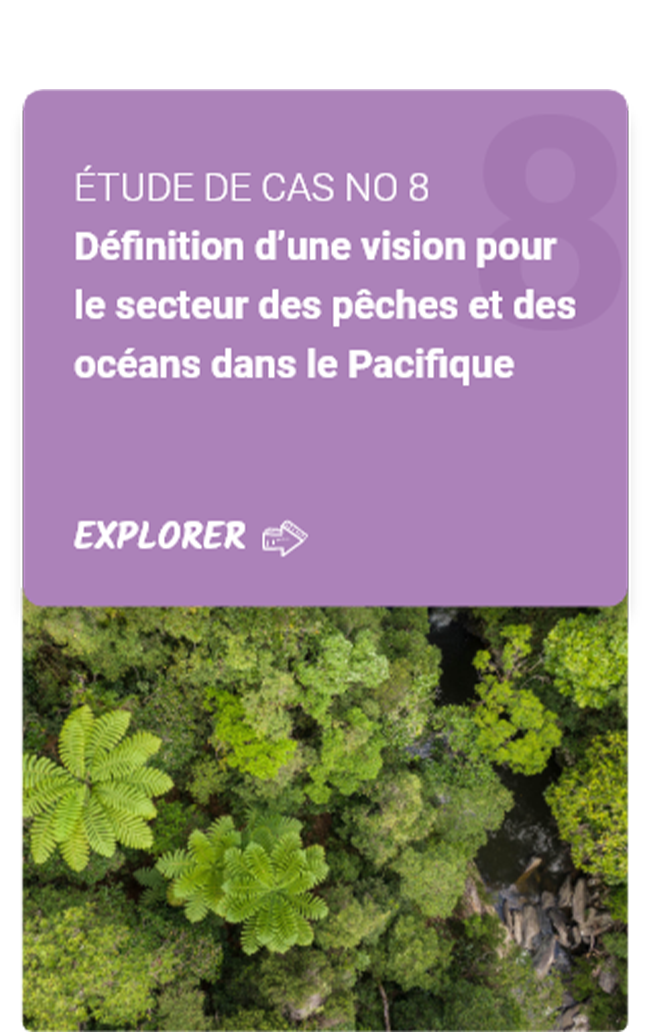 ÉTUDE DE CAS NO 8
Définition d’une vision pour
le secteur des pêches et des
océans dans le Pacifique
EXPLORER
8